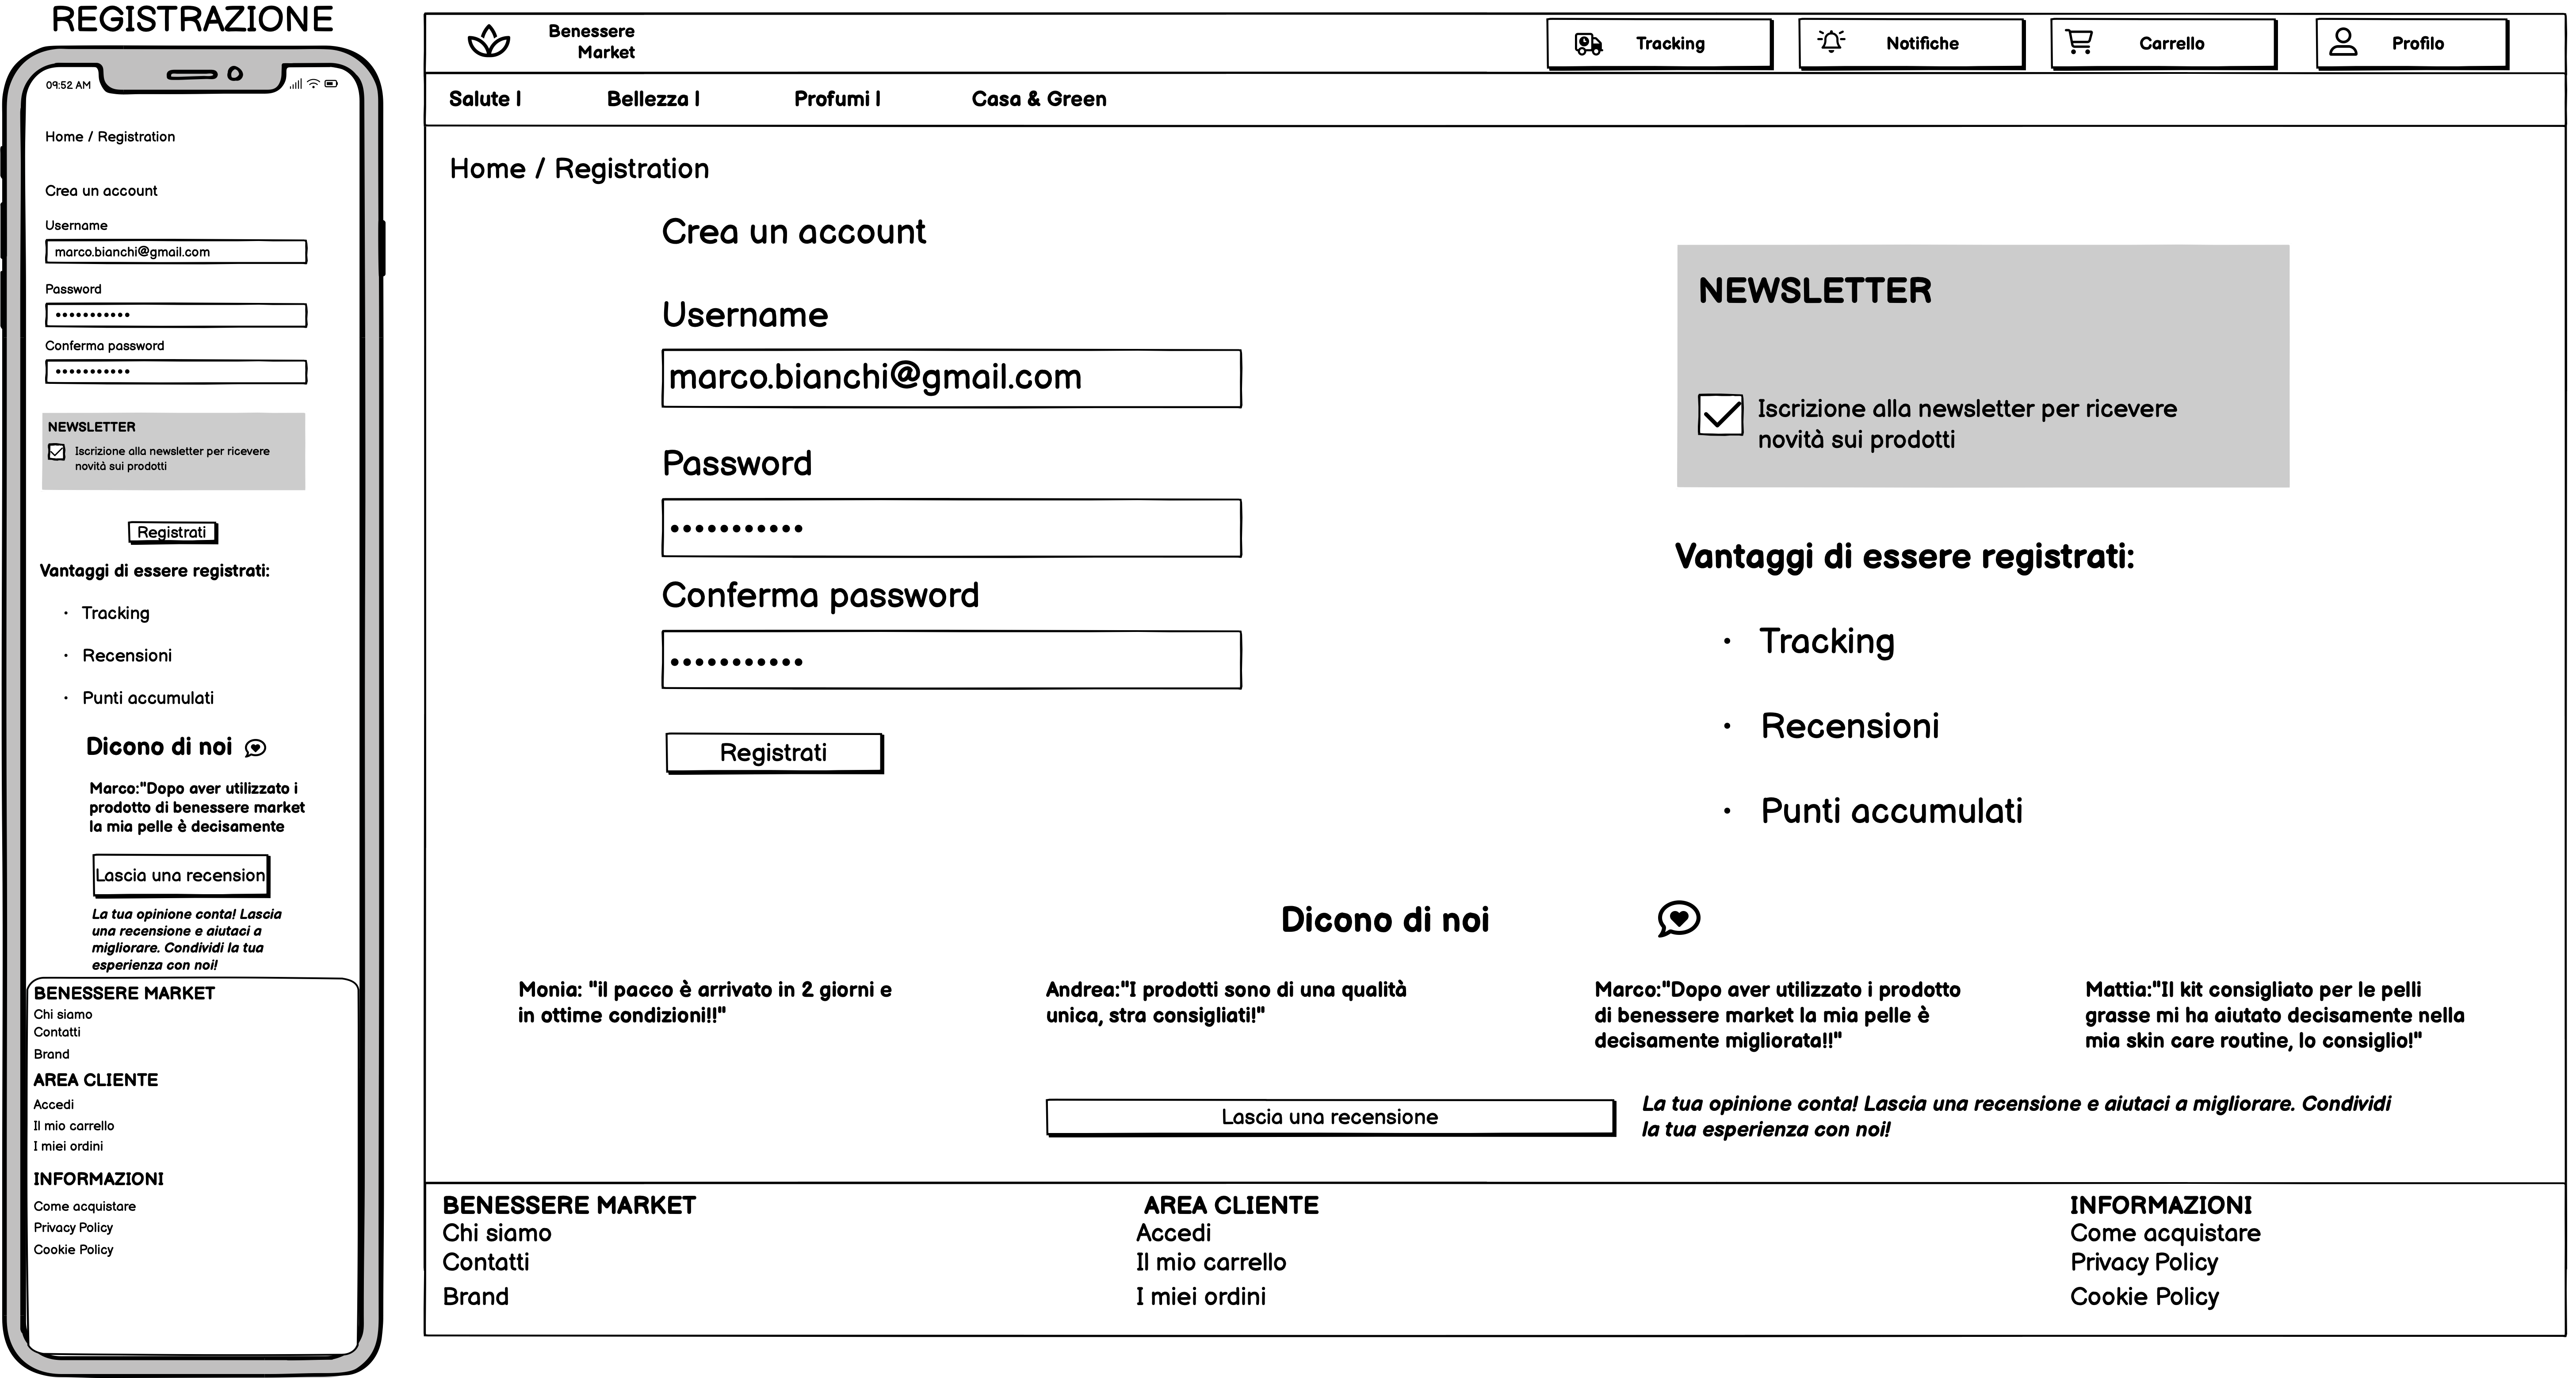 REGISTRAZIONE
09:52 AM
Home / Registration
Crea un account
Username
marco.bianchi@gmail.com
Password
•••••••••••
Conferma password
•••••••••••
NEWSLETTER
Iscrizione alla newsletter per ricevere
novità sui prodotti
Registrati
Vantaggi di essere registrati:
· Tracking
· Recensioni
· Punti accumulati
Dicono di noi
Marco:"Dopo aver utilizzato i
prodotto di benessere market
la mia pelle è decisamente
Lascia una recension
La tua opinione conta! Lascia
una recensione e aiutaci a
migliorare. Condividi la tua
esperienza con noi!
BENESSERE MARKET
Chi siamo
Contatti
Brand
AREA CLIENTE
Accedi
Il mio carrello
I miei ordini
INFORMAZIONI
Come acquistare
Privacy Policy
Cookie Policy
Benessere
Market
Tracking
Notifiche
Carrello
Profilo
Salute |
Bellezza |
Profumi |
Casa & Green
Home / Registration
Crea un account
Username
marco.bianchi@gmail.com
Password
•••••••••••
Conferma password
•••••••••••
Registrati
NEWSLETTER
Iscrizione alla newsletter per ricevere
novità sui prodotti
Vantaggi di essere registrati:
· Tracking
· Recensioni
· Punti accumulati
Dicono di noi
Monia: "il pacco è arrivato in 2 giorni e
in ottime condizioni!!"
Andrea:"I prodotti sono di una qualità
unica, stra consigliati!"
Marco:"Dopo aver utilizzato i prodotto
di benessere market la mia pelle è
decisamente migliorata!!"
Mattia:"Il kit consigliato per le pelli
grasse mi ha aiutato decisamente nella
mia skin care routine, lo consiglio!"
Lascia una recensione
La tua opinione conta! Lascia una recensione e aiutaci a migliorare. Condividi
la tua esperienza con noi!
BENESSERE MARKET
Chi siamo
Contatti
Brand
AREA CLIENTE
Accedi
Il mio carrello
I miei ordini
INFORMAZIONI
Come acquistare
Privacy Policy
Cookie Policy